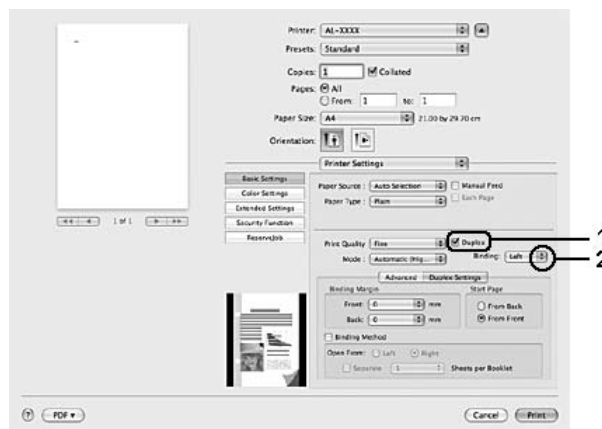 Printer: AL-XXXX
Presets: Standard
Copies: 1 Collated
Pages: All
From: 1 to: 1
Paper Size: A4 21.00 by 29.70 cm
Orientation:
Printer Settings
Basic Settings
Color Settings
Extended Settings
Security Function
ReserveJob
1 of 1
Paper Source : Auto Selection Manual Feed
Paper Type : Plain Each Page
Print Quality Fine Duplex 1
Mode : Automatic (Hig... Binding: Left 2
Advanced Duplex Settings
Binding Margin Start Page
Front: 0 mm From Back
Back: 0 mm From Front
Binding Method
Open From: Left Right
Separate 1 Sheets per Booklet
? PDF Cancel Print